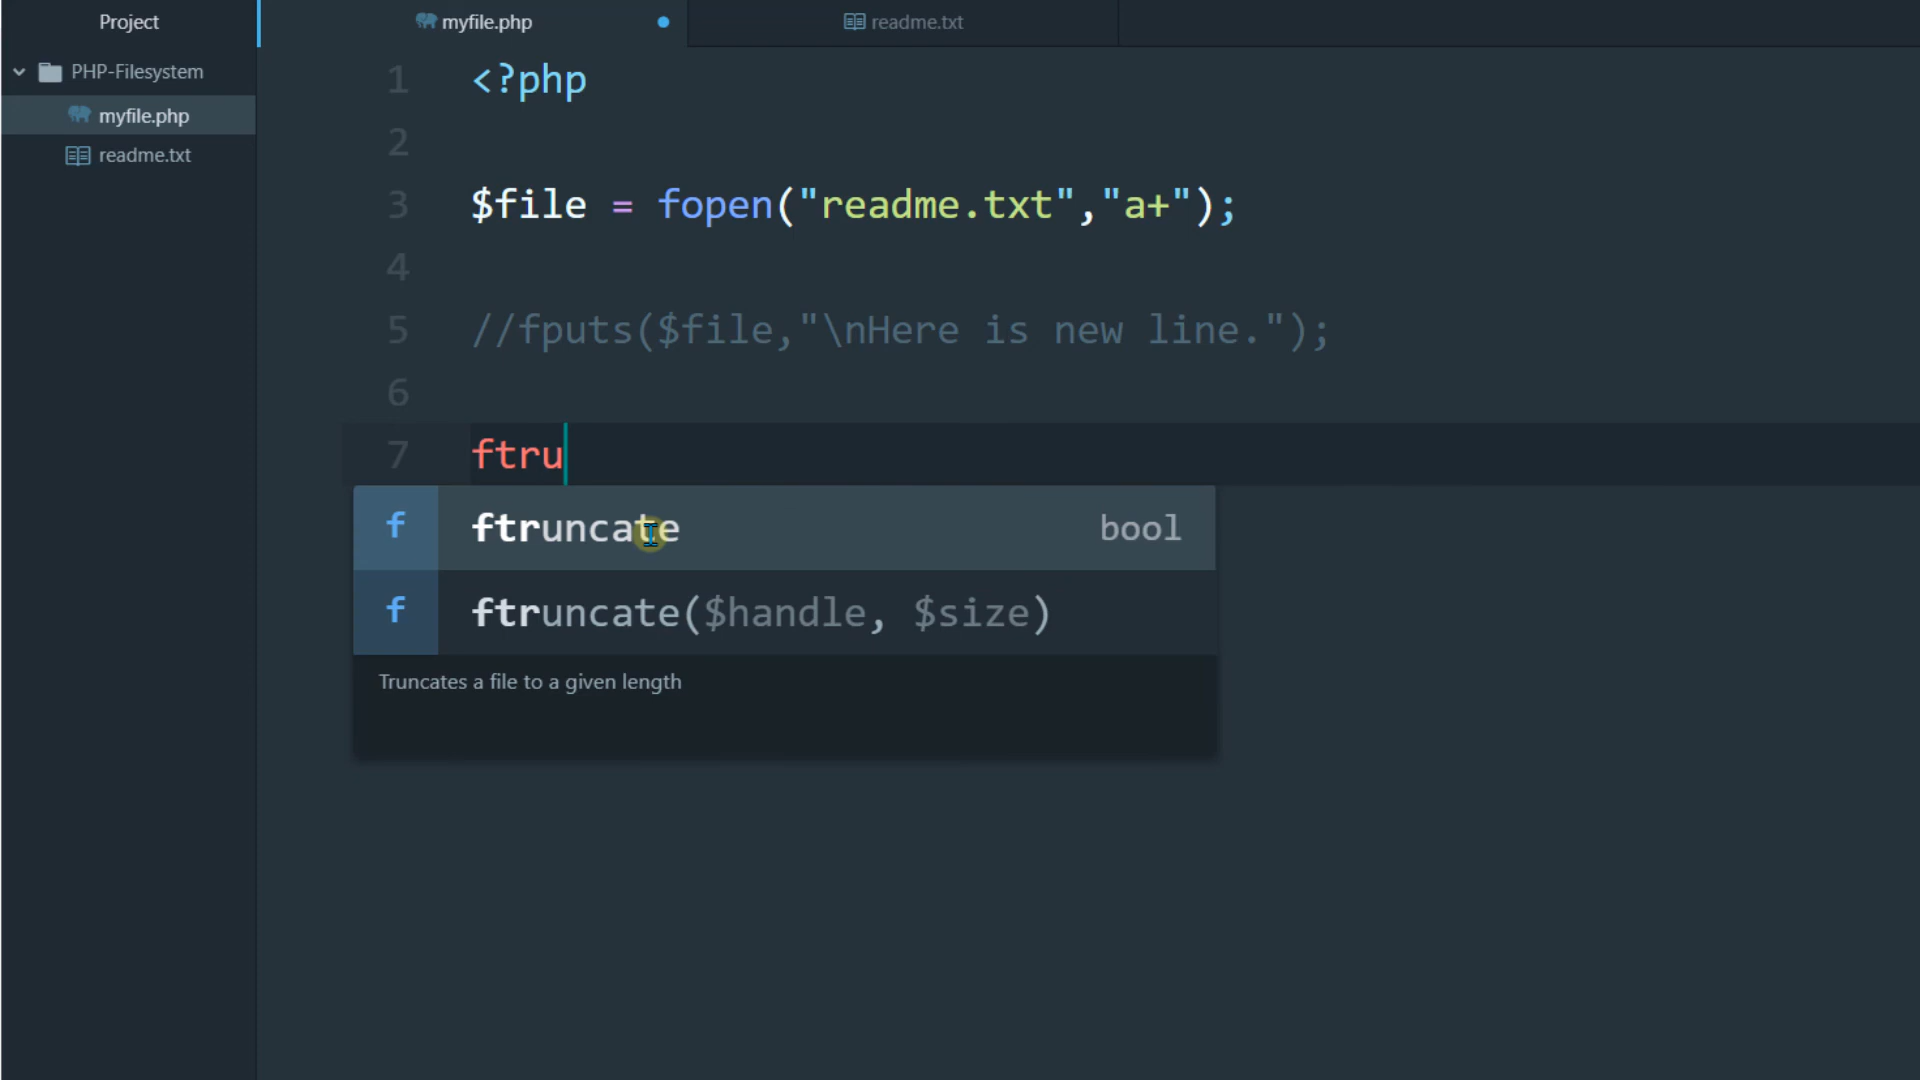 Project
myfile.php
readme.txt
PHP-Filesystem
myfile.php
readme.txt
1 <?php
2
3 $file = fopen("readme.txt","a+");
4
5 //fputs($file,"\nHere is new line.");
6
7 ftru
f ftruncate bool
f ftruncate($handle, $size)
Truncates a file to a given length